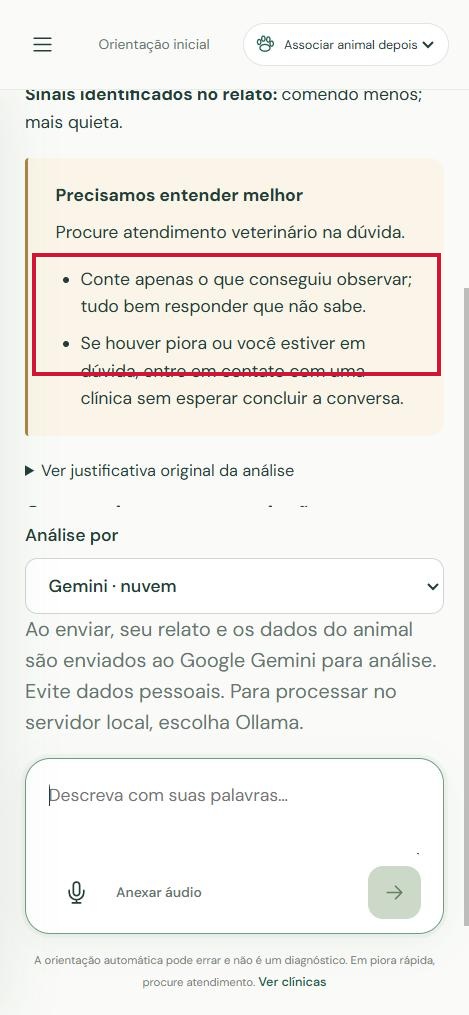 Orientação inicial
Associar animal depois
Sinais identificados no relato: comendo menos;
mais quieta.
Precisamos entender melhor
Procure atendimento veterinário na dúvida.
• Conte apenas o que conseguiu observar;
tudo bem responder que não sabe.
• Se houver piora ou você estiver em
dúvida, entre em contato com uma
clínica sem esperar concluir a conversa.
Ver justificativa original da análise
Análise por
Gemini · nuvem
Ao enviar, seu relato e os dados do animal
são enviados ao Google Gemini para análise.
Evite dados pessoais. Para processar no
servidor local, escolha Ollama.
Descreva com suas palavras...
Anexar áudio
A orientação automática pode errar e não é um diagnóstico. Em piora rápida,
procure atendimento. Ver clínicas